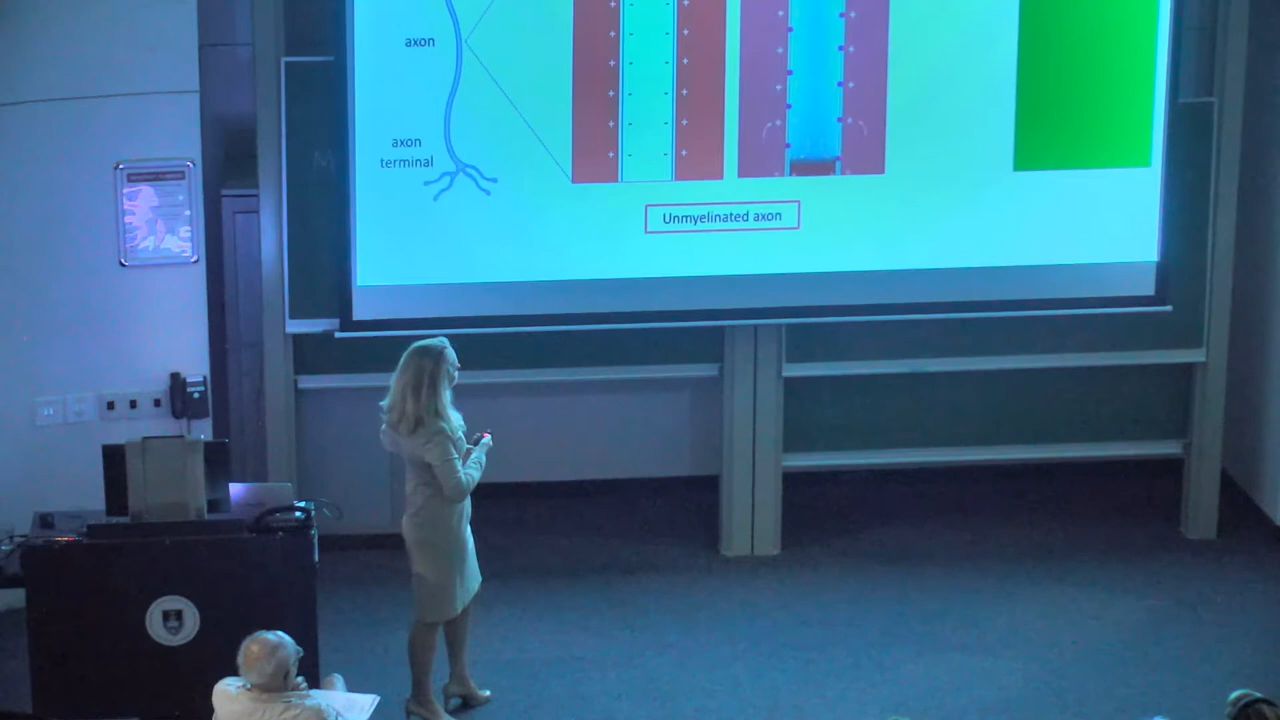 axon
axon
terminal
Unmyelinated axon